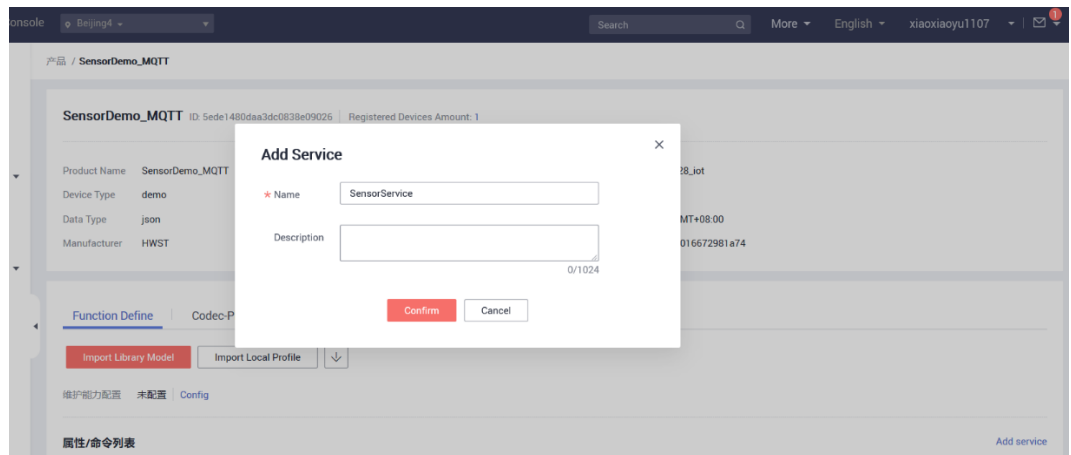 onsole Beijing4 Search More English xiaoxiaoyu1107 1
产品 / SensorDemo_MQTT
SensorDemo_MQTT ID: 5ede1480daa3dc0838e09026 Registered Devices Amount: 1
Add Service
Product Name SensorDemo_MQTT 28_iot
Device Type demo
* Name SensorService
Data Type json MT+08:00
Manufacturer HWST 016672981a74
Description
0/1024
Confirm Cancel
Function Define Codec-P
Import Library Model Import Local Profile
维护能力配置 未配置 Config
属性/命令列表 Add service